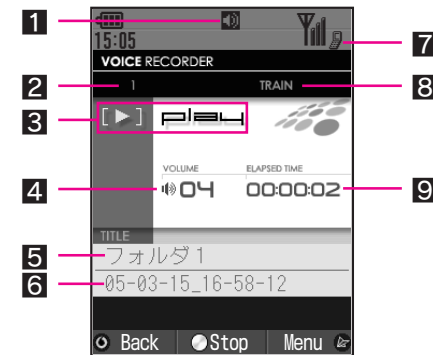 1
15:05
7
VOICE RECORDER
2 1 TRAIN 8
3 [▶] play
VOLUME ELAPSED TIME
4 04 00:00:02 9
TITLE
5 フォルダ1
6 05-03-15_16-58-12
Back Stop Menu